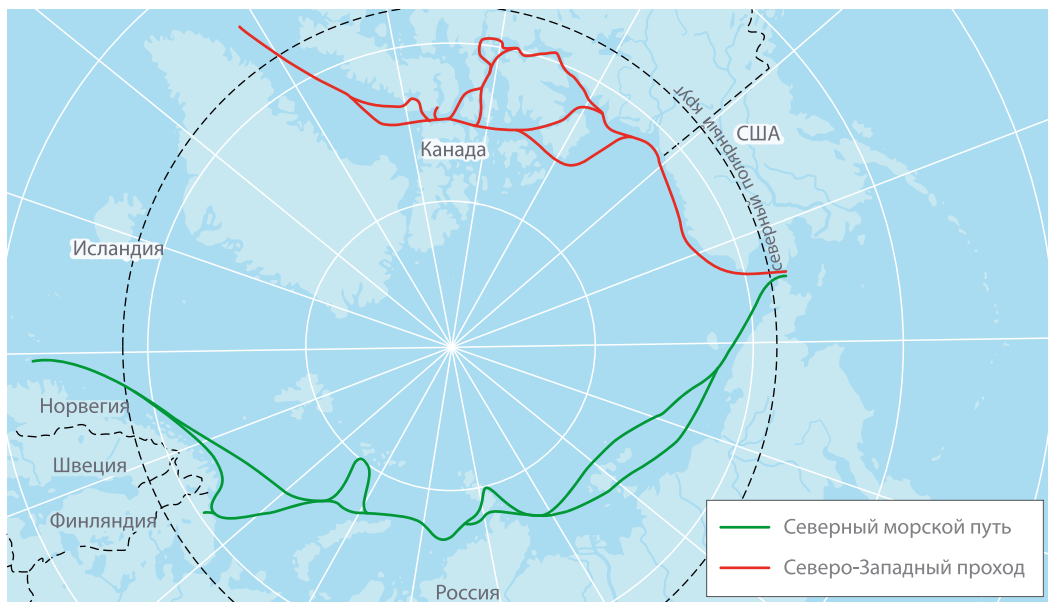 США
северный полярный круг
Канада
Исландия
Норвегия
Швеция
Финляндия
Россия
Северный морской путь
Северо-Западный проход